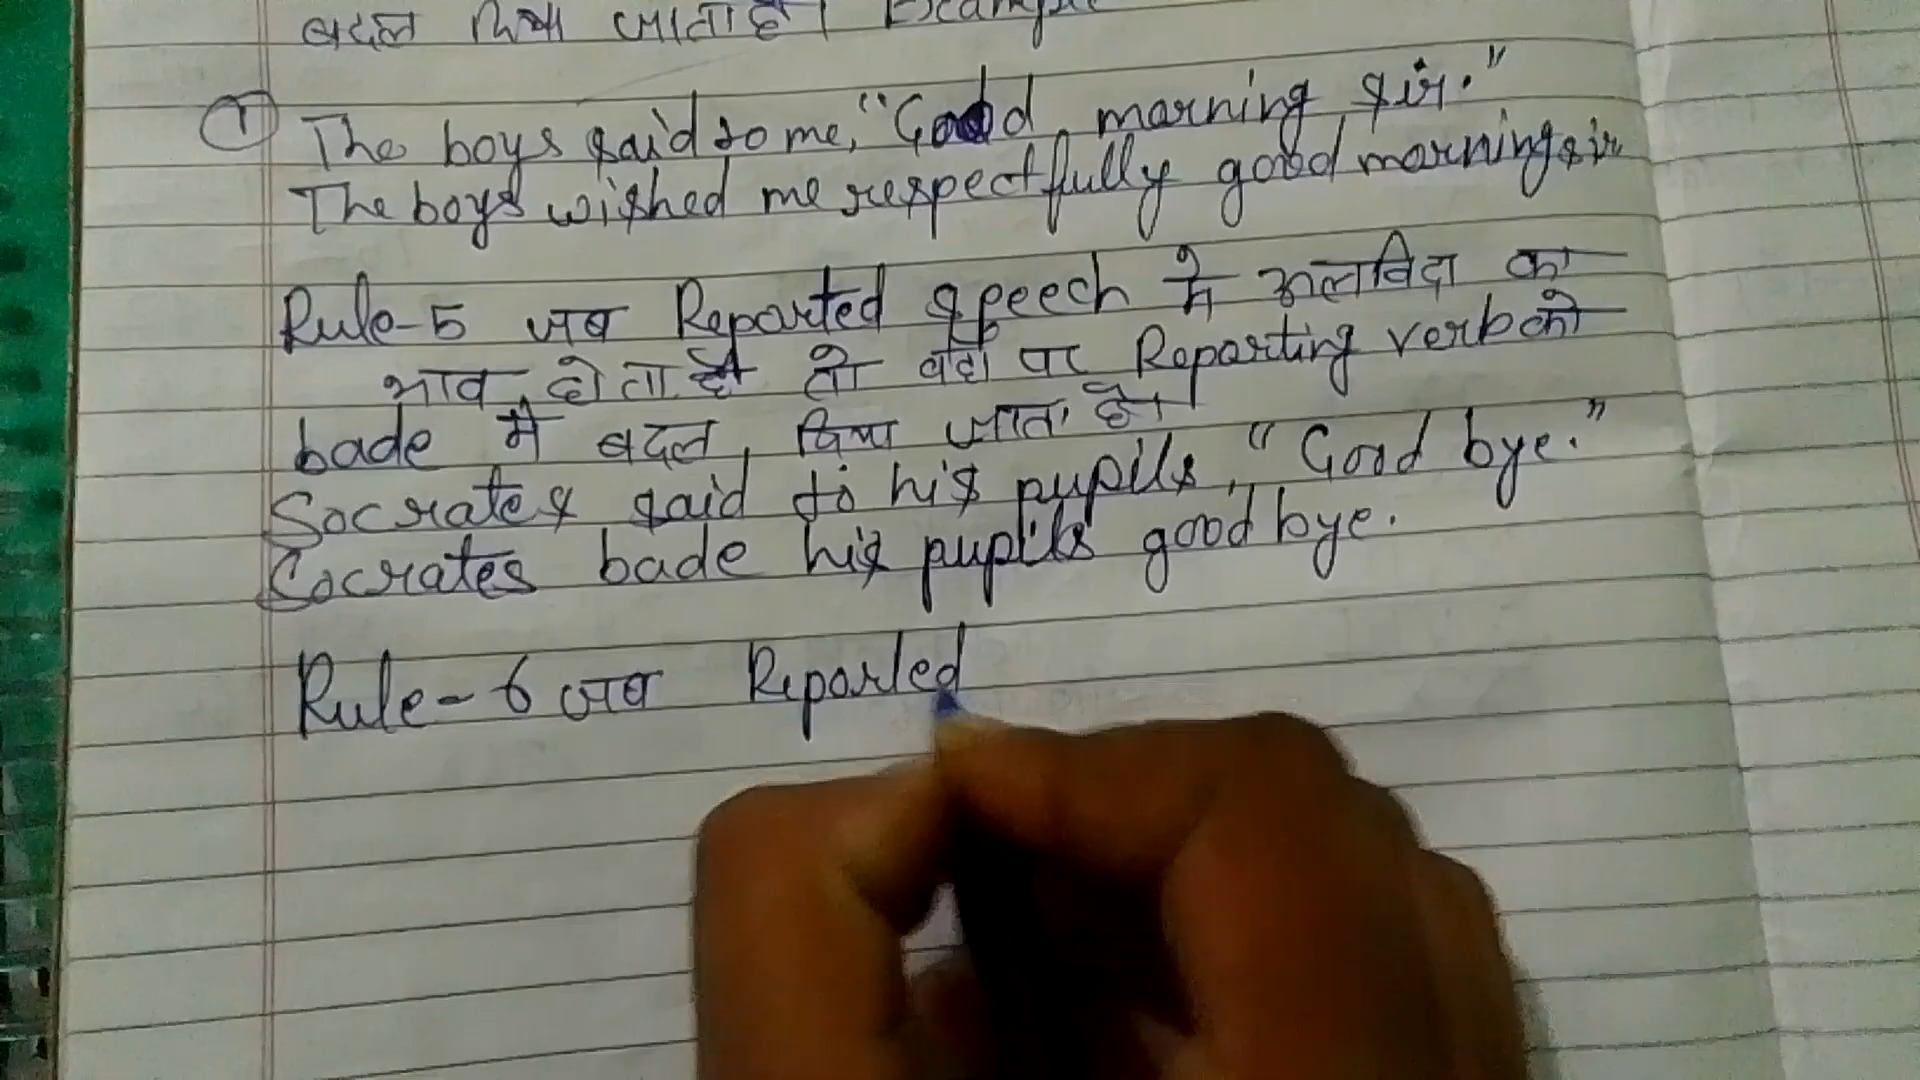 बदल दिया जाता है। Example
① The boys said to me, "Good morning, sir."
The boys wished me respectfully good morning sir
Rule-5 जब Reported speech मे अलविदा का
भाव होता है तो वहां पर Reporting verb को
bade मे बदल दिया जाता है।
Socrates said to his pupils, "Good bye."
Socrates bade his pupils good bye.
Rule-6 जब Reported